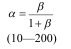 α = β / (1 + β)
(10—200)